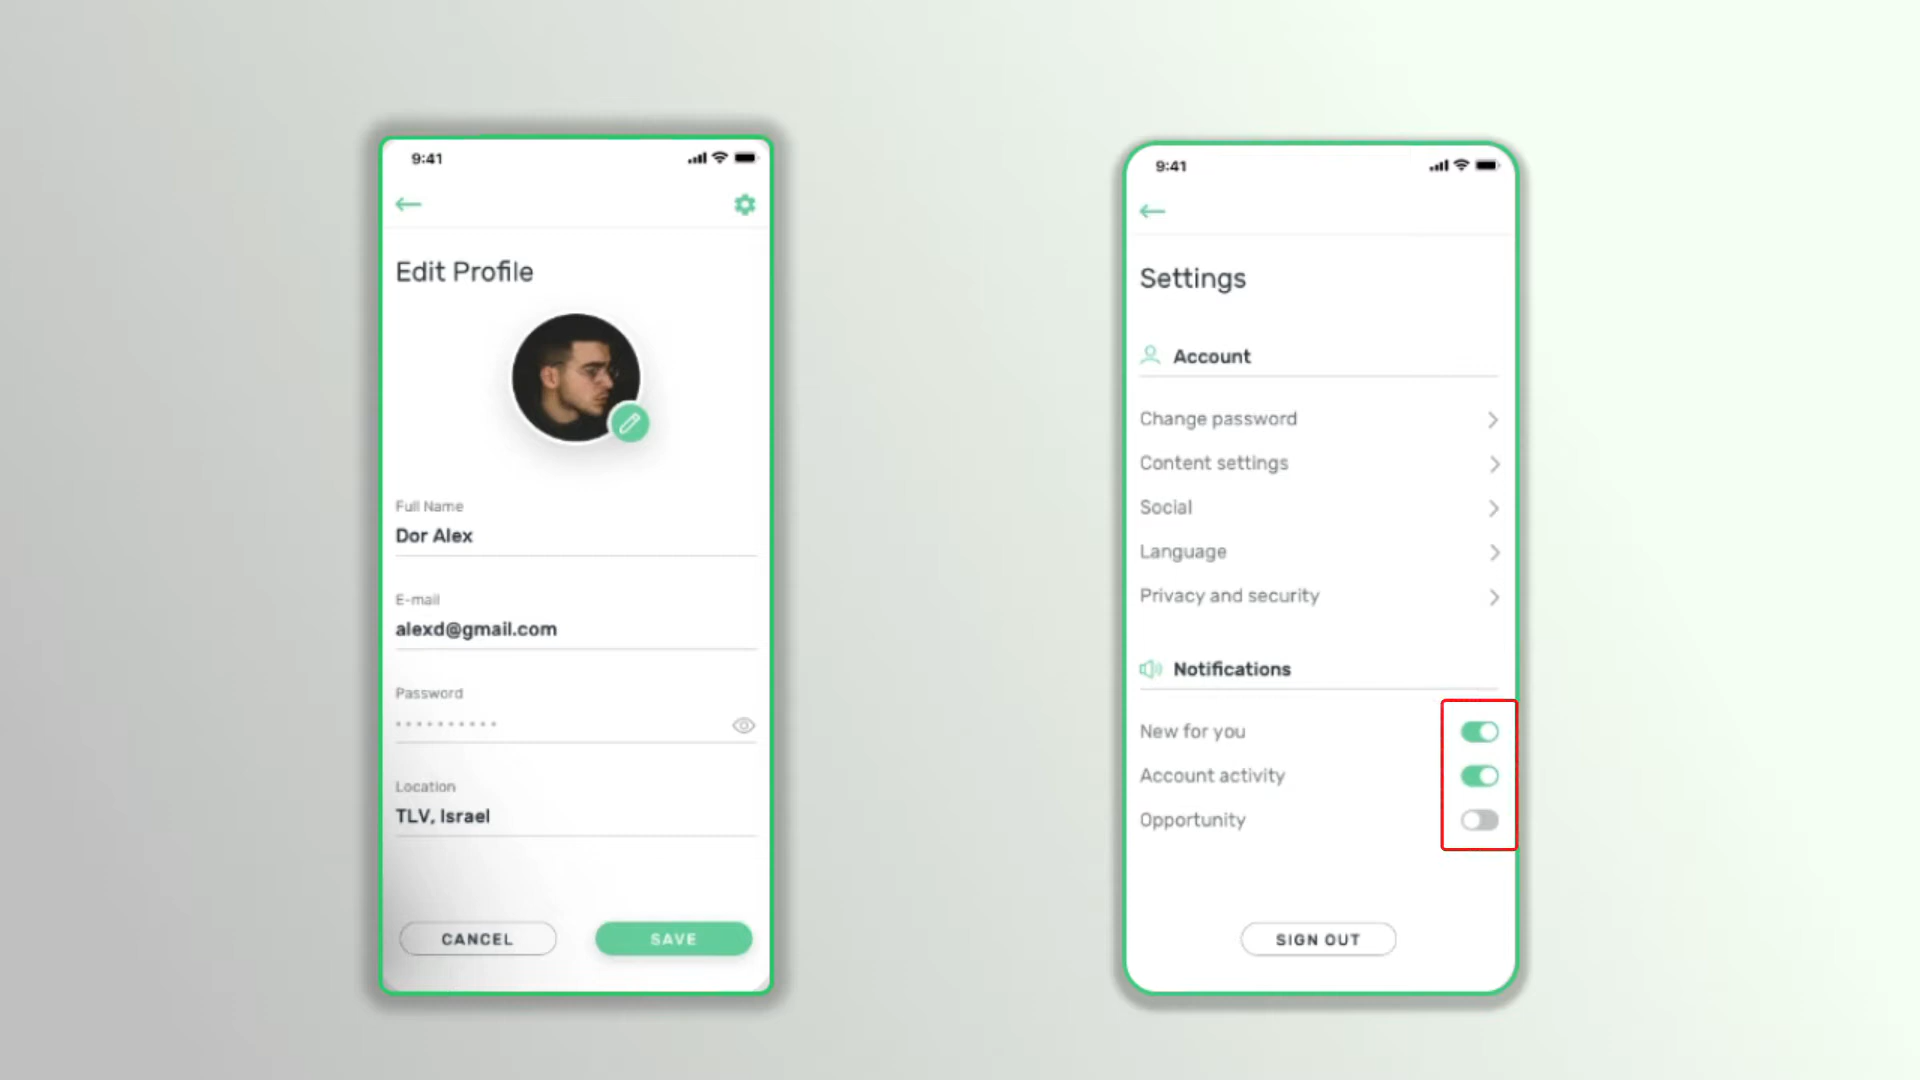 9:41
Edit Profile
Full Name
Dor Alex
E-mail
alexd@gmail.com
Password
Location
TLV, Israel
CANCEL
SAVE
9:41
Settings
Account
Change password
Content settings
Social
Language
Privacy and security
Notifications
New for you
Account activity
Opportunity
SIGN OUT